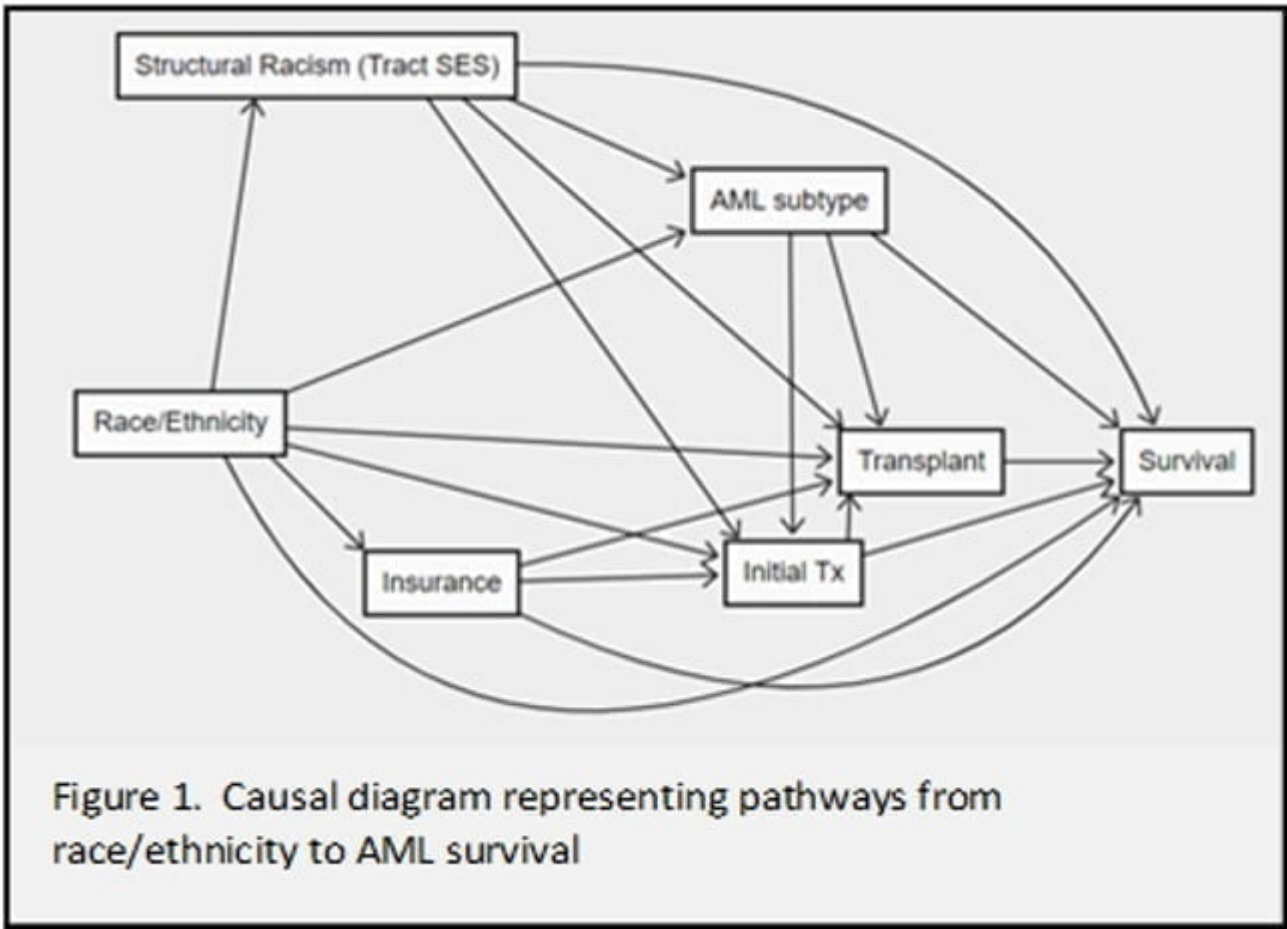 Structural Racism (Tract SES)
AML subtype
Race/Ethnicity
Transplant
Survival
Insurance
Initial Tx
Figure 1.  Causal diagram representing pathways from
race/ethnicity to AML survival